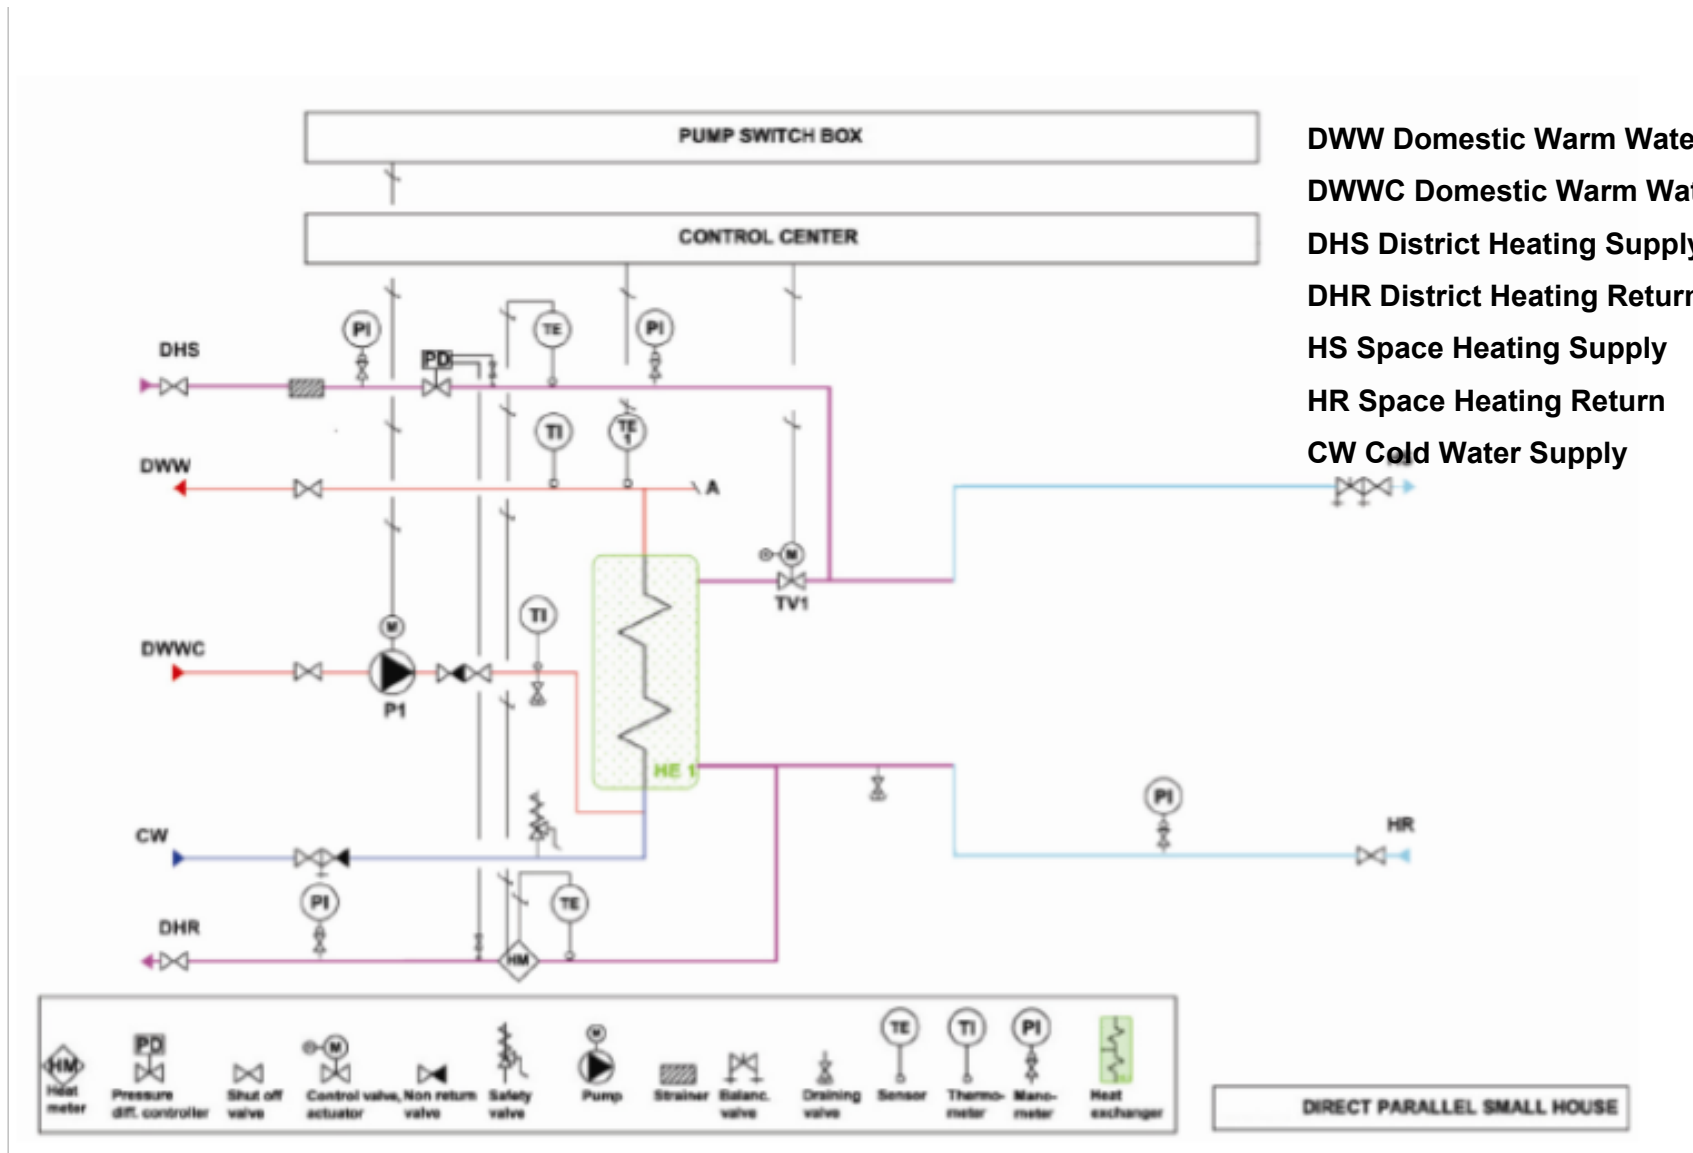 PUMP SWITCH BOX
CONTROL CENTER
DWW Domestic Warm Wate
DWWC Domestic Warm Wat
DHS District Heating Supply
DHR District Heating Return
HS Space Heating Supply
HR Space Heating Return
CW Cold Water Supply
PI
TE
PI
DHS
PD
TI
TE
1
DWW
A
M
TV1
TI
M
DWWC
P1
HE 1
PI
CW
HR
PI
TE
DHR
HM
HM
Heat
meter
PD
Pressure
diff. controller
Shut off
valve
M
Control valve,
actuator
Non return
valve
Safety
valve
M
Pump
Strainer
Balanc.
valve
Draining
valve
TE
Sensor
TI
Thermo-
meter
PI
Mano-
meter
Heat
exchanger
DIRECT PARALLEL SMALL HOUSE